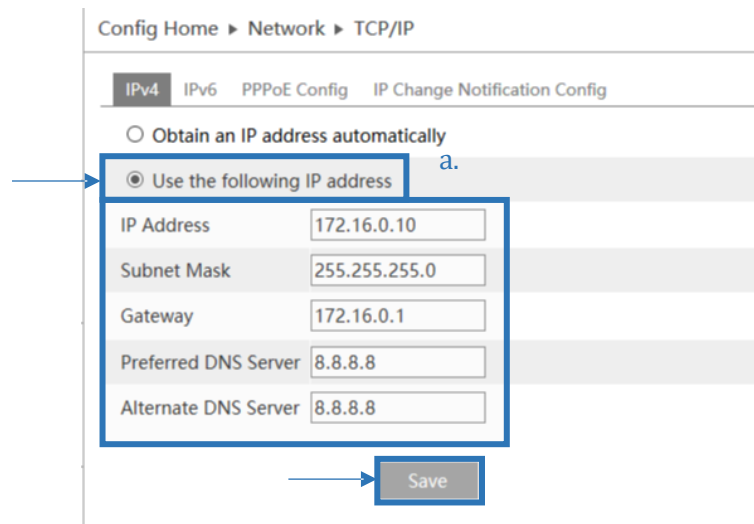 Config Home ▶ Network ▶ TCP/IP
IPv4 IPv6 PPPoE Config IP Change Notification Config
Obtain an IP address automatically
a.
Use the following IP address
IP Address 172.16.0.10
Subnet Mask 255.255.255.0
Gateway 172.16.0.1
Preferred DNS Server 8.8.8.8
Alternate DNS Server 8.8.8.8
Save